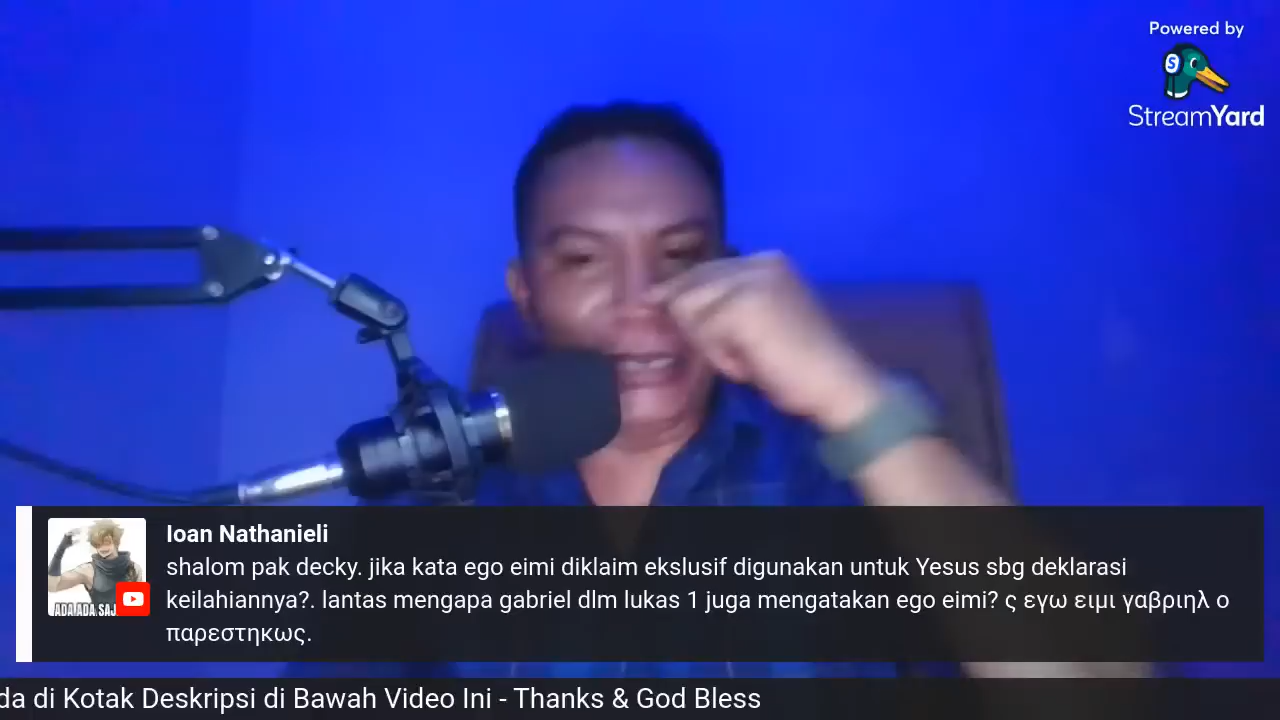 Powered by
StreamYard
Ioan Nathanieli
shalom pak decky. jika kata ego eimi diklaim ekslusif digunakan untuk Yesus sbg deklarasi
keilahiannya?. lantas mengapa gabriel dlm lukas 1 juga mengatakan ego eimi? ς εγω ειμι γαβριηλ ο
παρεστηκως.
ADA ADA SAJ
da di Kotak Deskripsi di Bawah Video Ini - Thanks & God Bless